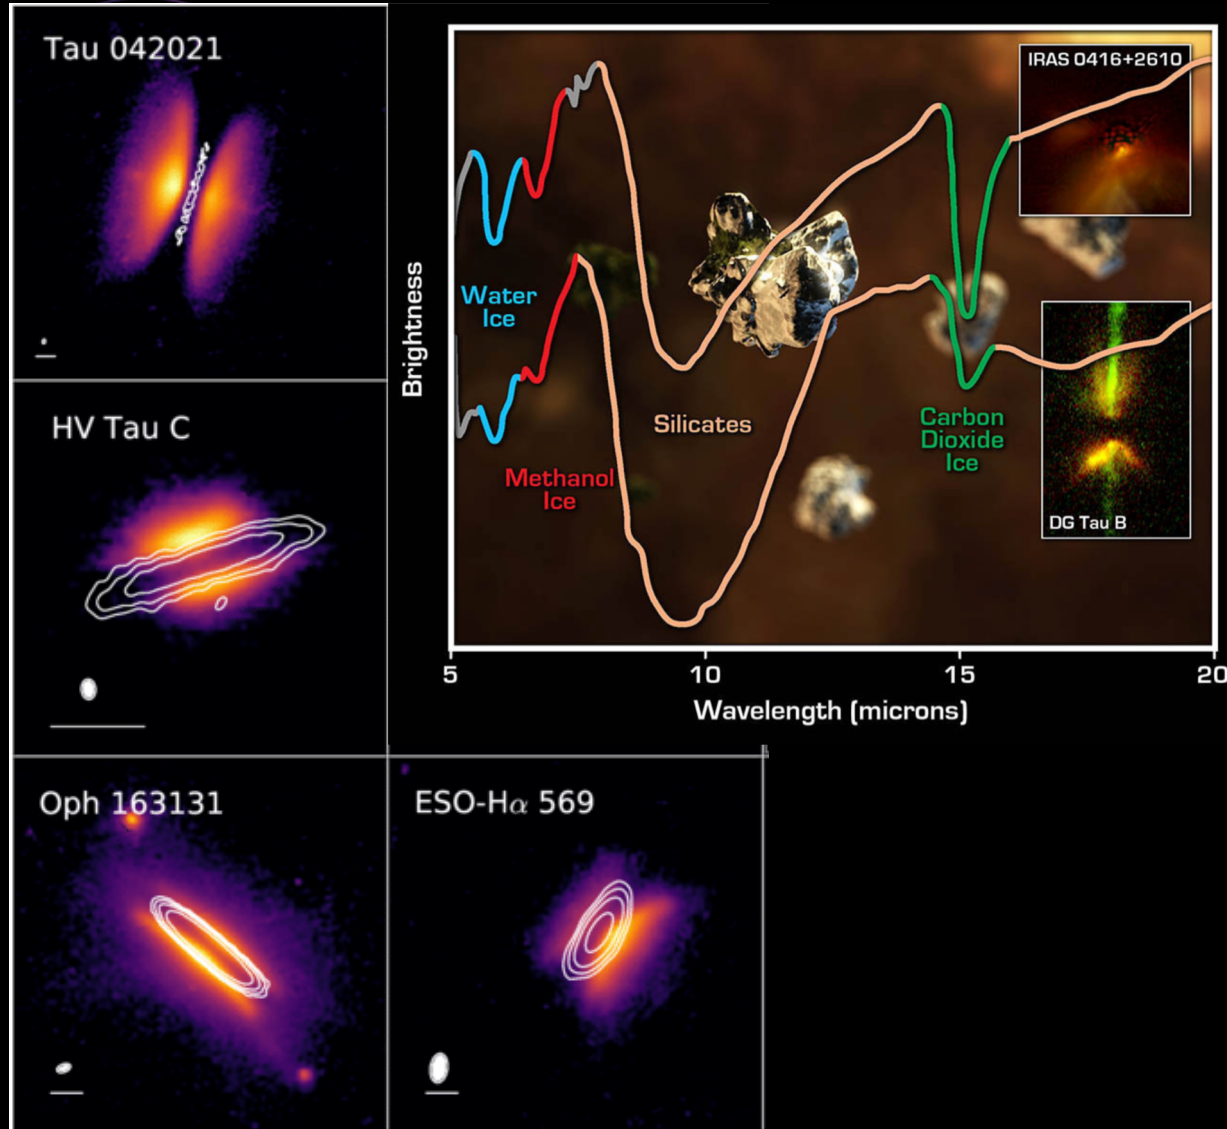 Tau 042021
HV Tau C
Oph 163131
ESO-Hα 569
Brightness
Water
Ice
Methanol
Ice
Silicates
Carbon
Dioxide
Ice
IRAS 0416+2610
DG Tau B
5
10
15
20
Wavelength (microns)